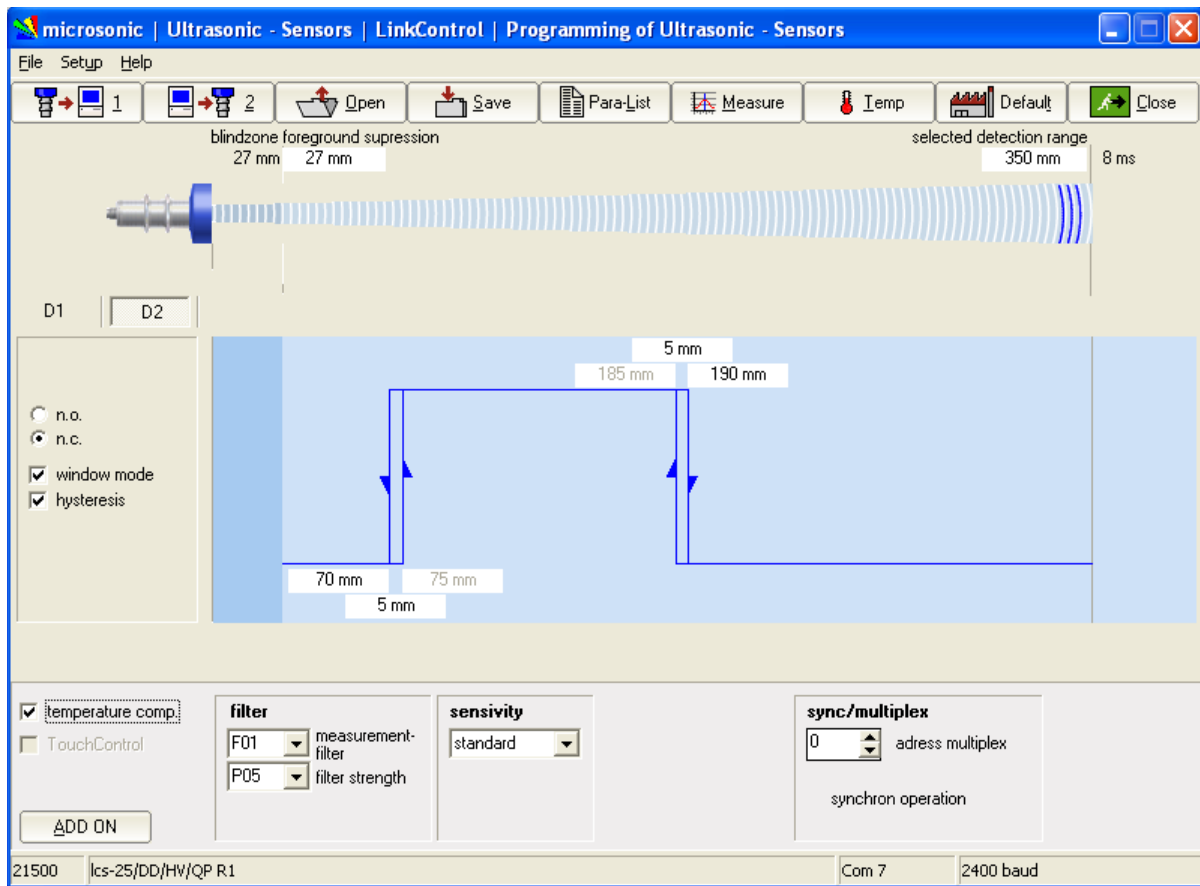 microsonic | Ultrasonic - Sensors | LinkControl | Programming of Ultrasonic - Sensors
File Setup Help
1 2 Open Save Para-List Measure Temp Default Close
blindzone foreground supression selected detection range
27 mm 27 mm 350 mm 8 ms
D1 D2
5 mm
185 mm 190 mm
n.o.
n.c.
window mode
hysteresis
70 mm 75 mm
5 mm
temperature comp. filter sensivity sync/multiplex
TouchControl F01 measurement-filter standard 0 adress multiplex
P05 filter strength
synchron operation
ADD ON
21500 lcs-25/DD/HV/QP R1 Com 7 2400 baud